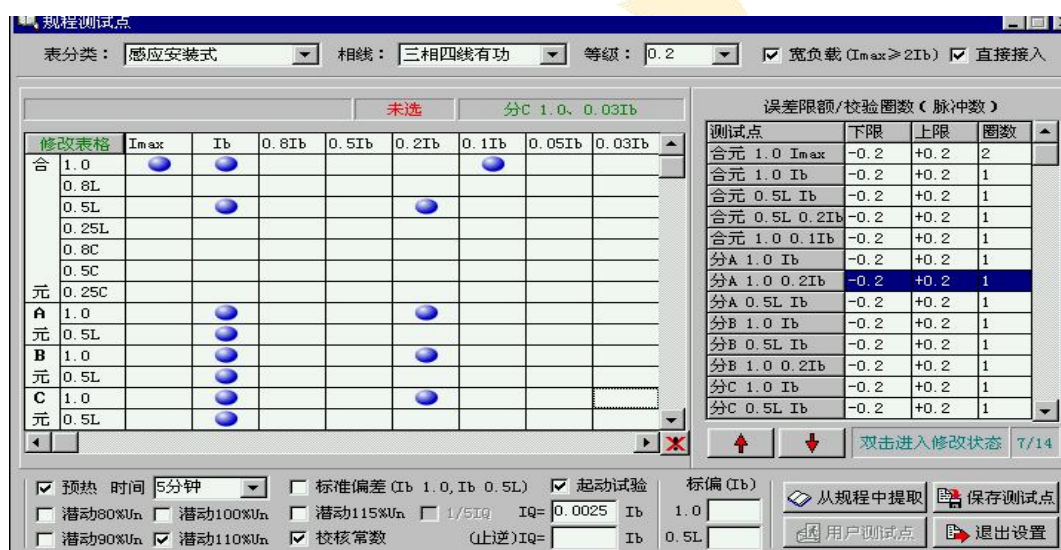 规程测试点
表分类： 感应安装式 相线： 三相四线有功 等级： 0.2 宽负载(Imax≥2Ib) 直接接入
未选 分C 1.0、0.03Ib
修改表格 Imax Ib 0.8Ib 0.5Ib 0.2Ib 0.1Ib 0.05Ib 0.03Ib
合 1.0
0.8L
0.5L
0.25L
0.8C
0.5C
元 0.25C
A 1.0
元 0.5L
B 1.0
元 0.5L
C 1.0
元 0.5L
误差限额/校验圈数(脉冲数)
测试点 下限 上限 圈数
合元 1.0 Imax -0.2 +0.2 2
合元 1.0 Ib -0.2 +0.2 1
合元 0.5L Ib -0.2 +0.2 1
合元 0.5L 0.2Ib -0.2 +0.2 1
合元 1.0 0.1Ib -0.2 +0.2 1
分A 1.0 Ib -0.2 +0.2 1
分A 1.0 0.2Ib -0.2 +0.2 1
分A 0.5L Ib -0.2 +0.2 1
分B 1.0 Ib -0.2 +0.2 1
分B 0.5L Ib -0.2 +0.2 1
分B 1.0 0.2Ib -0.2 +0.2 1
分C 1.0 Ib -0.2 +0.2 1
分C 0.5L Ib -0.2 +0.2 1
双击进入修改状态 7/14
预热 时间 5分钟 标准偏差(Ib 1.0,Ib 0.5L) 起动试验 标偏(Ib)
潜动80%Un 潜动100%Un 潜动115%Un 1/5IQ IQ= 0.0025 Ib 1.0
潜动90%Un 潜动110%Un 校核常数 (止逆)IQ= Ib 0.5L
从规程中提取 保存测试点
用户测试点 退出设置